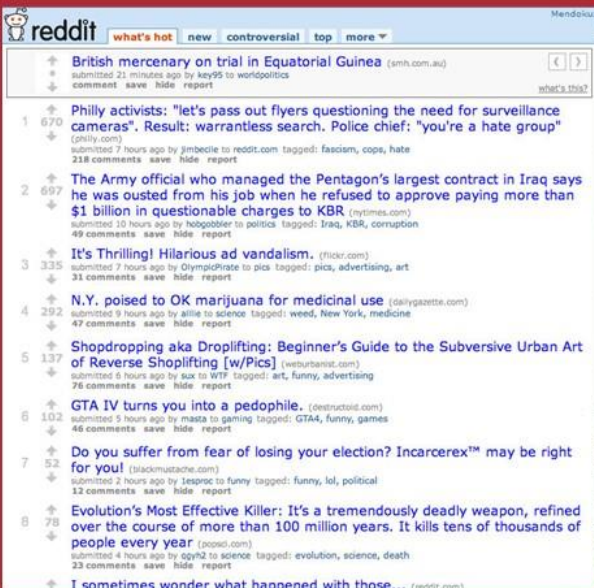 Mendoku
reddit what's hot new controversial top more
British mercenary on trial in Equatorial Guinea (smh.com.au)
submitted 21 minutes ago by key95 to worldpolitics
comment save hide report
what's this?
1 670 Philly activists: "let's pass out flyers questioning the need for surveillance
cameras". Result: warrantless search. Police chief: "you're a hate group"
(philly.com)
submitted 7 hours ago by jimbecile to reddit.com tagged: fascism, cops, hate
218 comments save hide report
2 697 The Army official who managed the Pentagon's largest contract in Iraq says
he was ousted from his job when he refused to approve paying more than
$1 billion in questionable charges to KBR (nytimes.com)
submitted 10 hours ago by hobgobbler to politics tagged: Iraq, KBR, corruption
49 comments save hide report
3 335 It's Thrilling! Hilarious ad vandalism. (flickr.com)
submitted 7 hours ago by OlympicPirate to pics tagged: pics, advertising, art
31 comments save hide report
4 292 N.Y. poised to OK marijuana for medicinal use (dailygazette.com)
submitted 9 hours ago by alllie to science tagged: weed, New York, medicine
47 comments save hide report
5 137 Shopdropping aka Droplifting: Beginner's Guide to the Subversive Urban Art
of Reverse Shoplifting [w/Pics] (weburbanist.com)
submitted 6 hours ago by sux to WTF tagged: art, funny, advertising
76 comments save hide report
6 102 GTA IV turns you into a pedophile. (destructoid.com)
submitted 5 hours ago by masta to gaming tagged: GTA4, funny, games
46 comments save hide report
7 52 Do you suffer from fear of losing your election? Incarcerex™ may be right
for you! (blackmustache.com)
submitted 2 hours ago by 1esproc to funny tagged: funny, lol, political
12 comments save hide report
8 78 Evolution's Most Effective Killer: It's a tremendously deadly weapon, refined
over the course of more than 100 million years. It kills tens of thousands of
people every year (popsci.com)
submitted 4 hours ago by ogyh2 to science tagged: evolution, science, death
23 comments save hide report
I sometimes wonder what happened with those... (reddit.com)